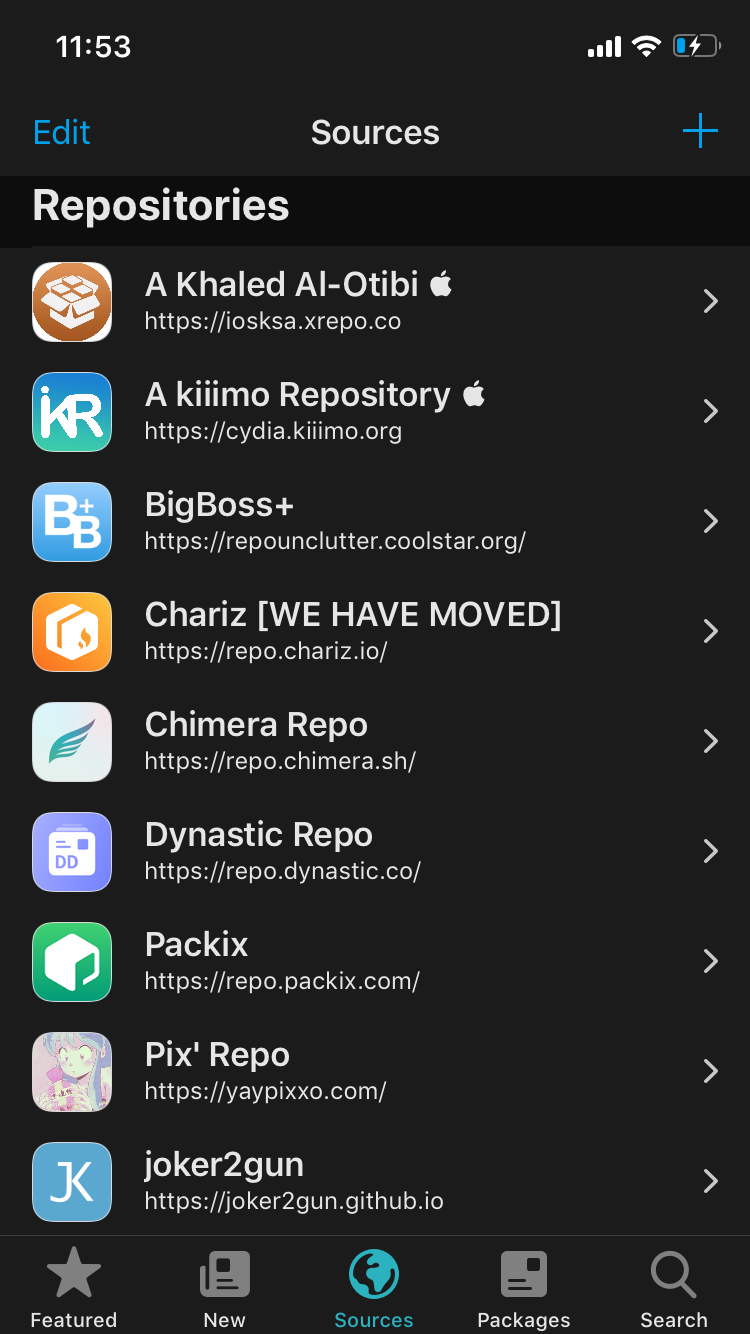 11:53
Edit
Sources
Repositories
A Khaled Al-Otibi 
https://iosksa.xrepo.co
iKR
A kiiimo Repository 
https://cydia.kiiimo.org
B+B
BigBoss+
https://repounclutter.coolstar.org/
Chariz [WE HAVE MOVED]
https://repo.chariz.io/
Chimera Repo
https://repo.chimera.sh/
DD
Dynastic Repo
https://repo.dynastic.co/
Packix
https://repo.packix.com/
Pix' Repo
https://yaypixxo.com/
JK
joker2gun
https://joker2gun.github.io
Featured
New
Sources
Packages
Search